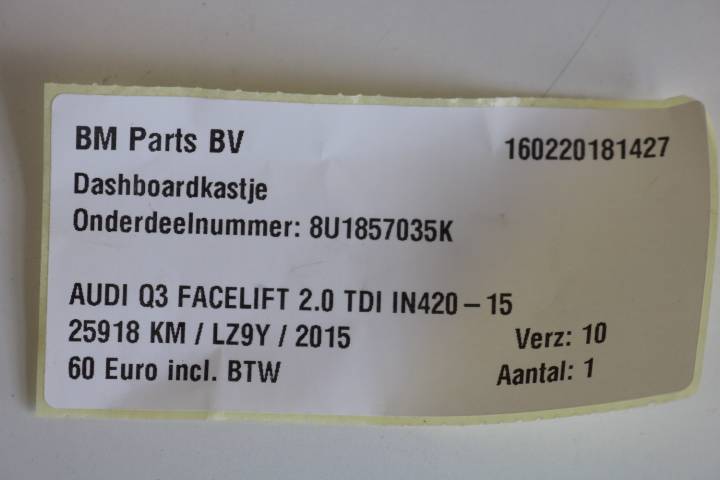 BM Parts BV 160220181427
Dashboardkastje
Onderdeelnummer: 8U1857035K
AUDI Q3 FACELIFT 2.0 TDI IN420-15
25918 KM / LZ9Y / 2015 Verz: 10
60 Euro incl. BTW Aantal: 1